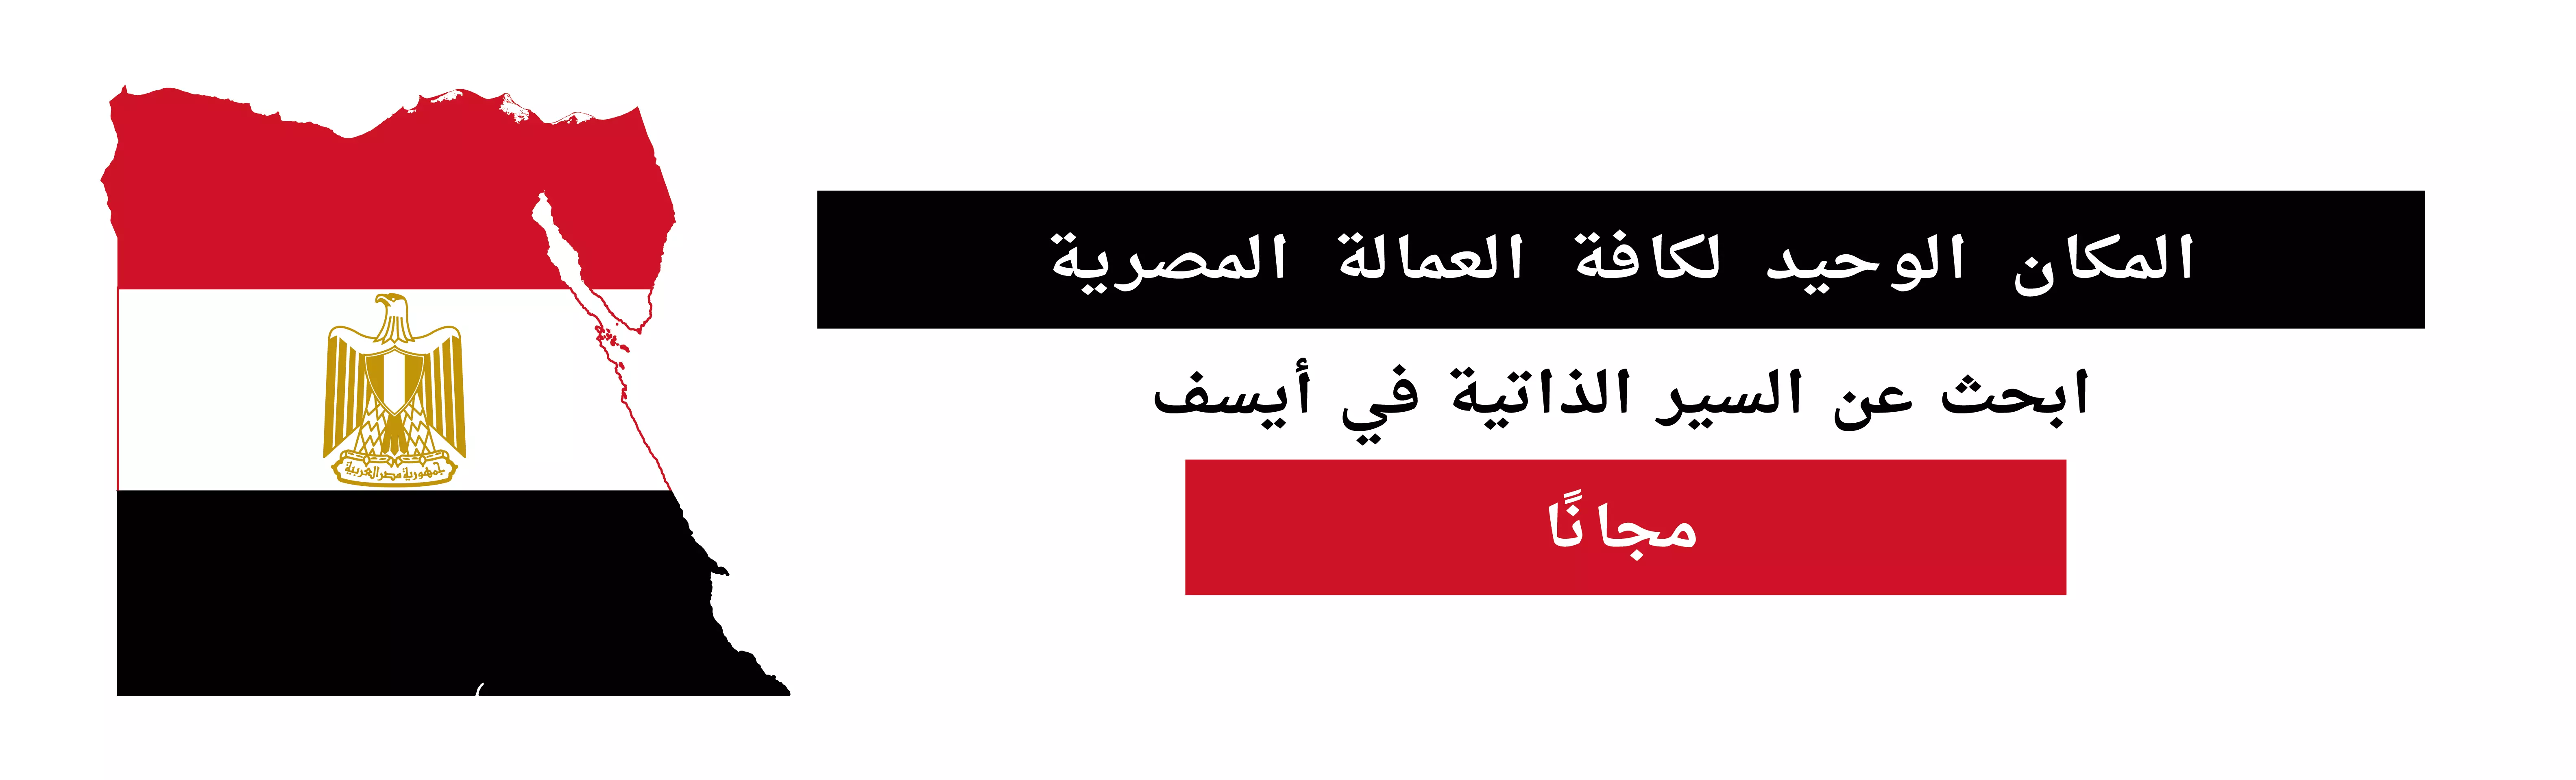 المكان الوحيد لكافة العمالة المصرية
ابحث عن السير الذاتية في أيسف
مجانًا
جمهورية مصر العربية